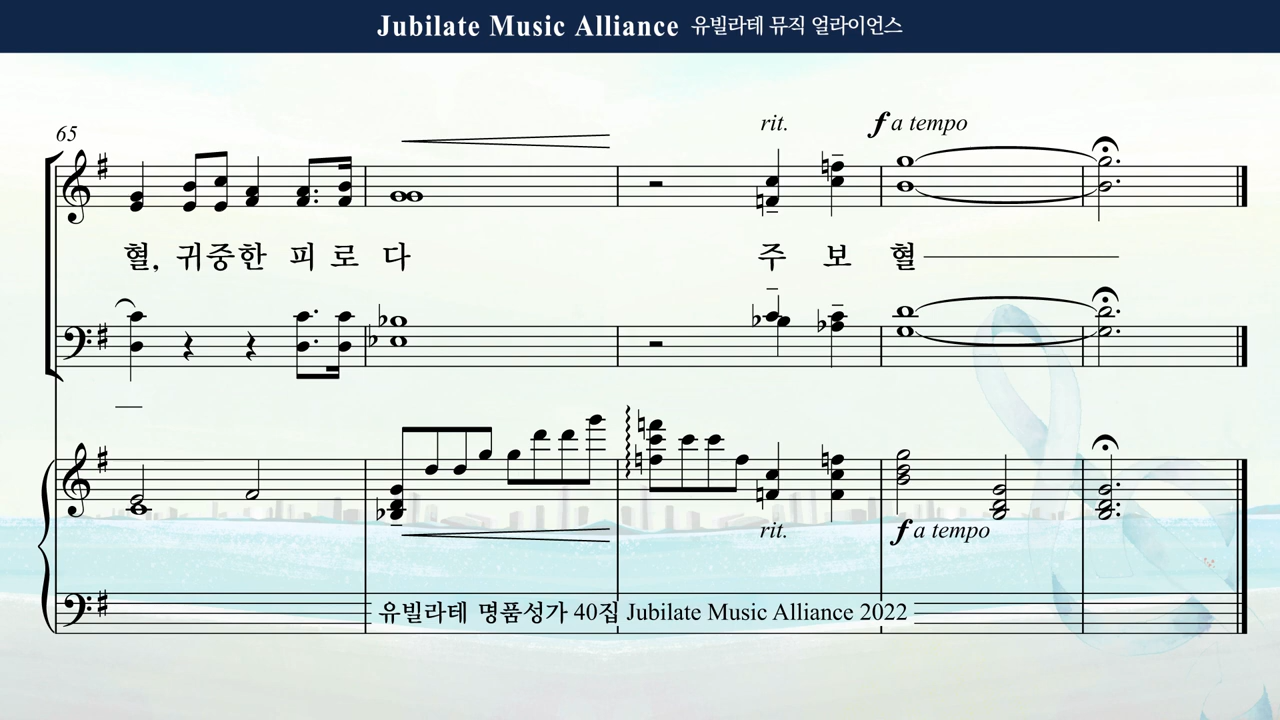 Jubilate Music Alliance 유빌라테 뮤직 얼라이언스
65
rit.
f a tempo
혈, 귀중한 피 로 다 주 보 혈
rit.
f a tempo
유빌라테 명품성가 40집 Jubilate Music Alliance 2022